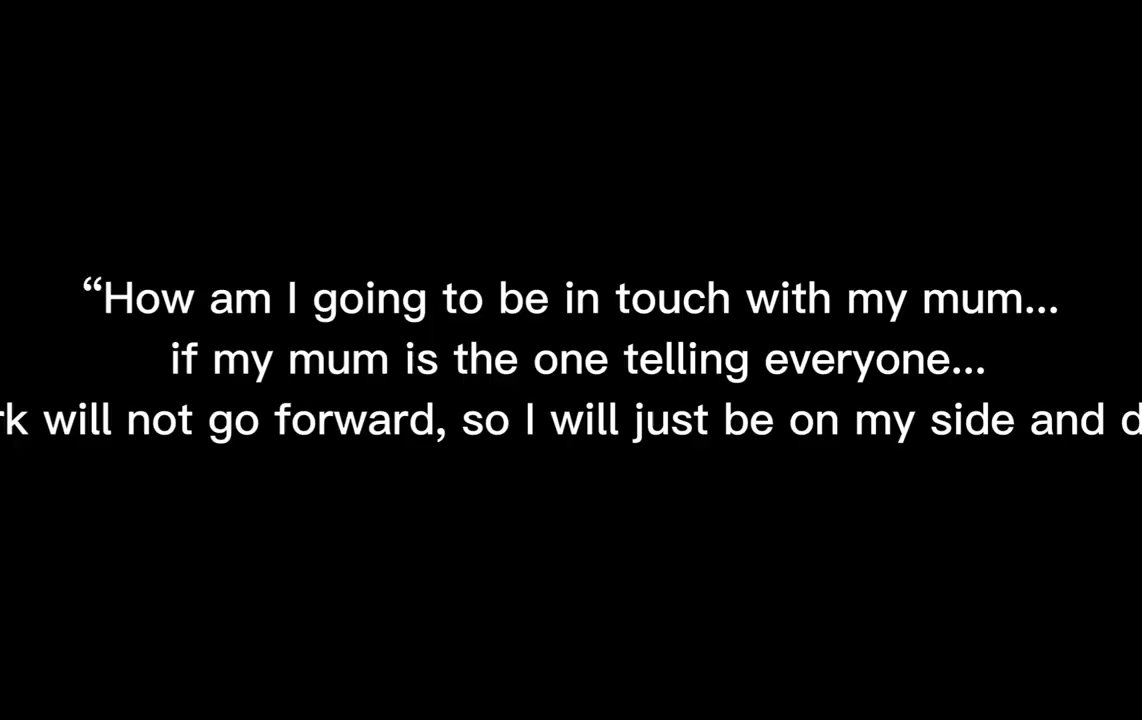 “How am I going to be in touch with my mum...
if my mum is the one telling everyone...
will not go forward, so I will just be on my side and